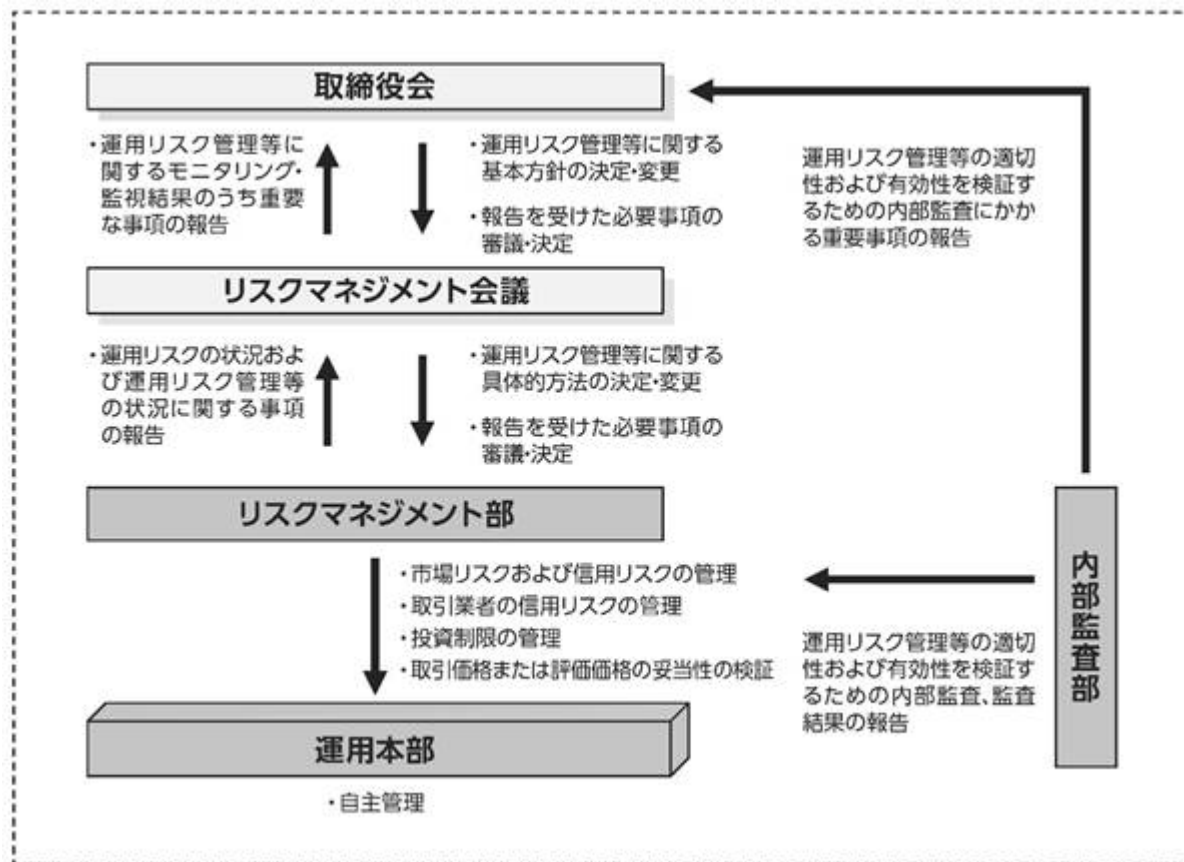 取締役会
・運用リスク管理等に
関するモニタリング・
監視結果のうち重要
な事項の報告
・運用リスク管理等に関する
基本方針の決定・変更
・報告を受けた必要事項の
審議・決定
運用リスク管理等の適切
性および有効性を検証す
るための内部監査にかか
る重要事項の報告
リスクマネジメント会議
・運用リスクの状況およ
び運用リスク管理等
の状況に関する事項
の報告
・運用リスク管理等に関する
具体的方法の決定・変更
・報告を受けた必要事項の
審議・決定
リスクマネジメント部
・市場リスクおよび信用リスクの管理
・取引業者の信用リスクの管理
・投資制限の管理
・取引価格または評価価格の妥当性の検証
運用リスク管理等の適切
性および有効性を検証す
るための内部監査、監査
結果の報告
内部監査部
運用本部
・自主管理